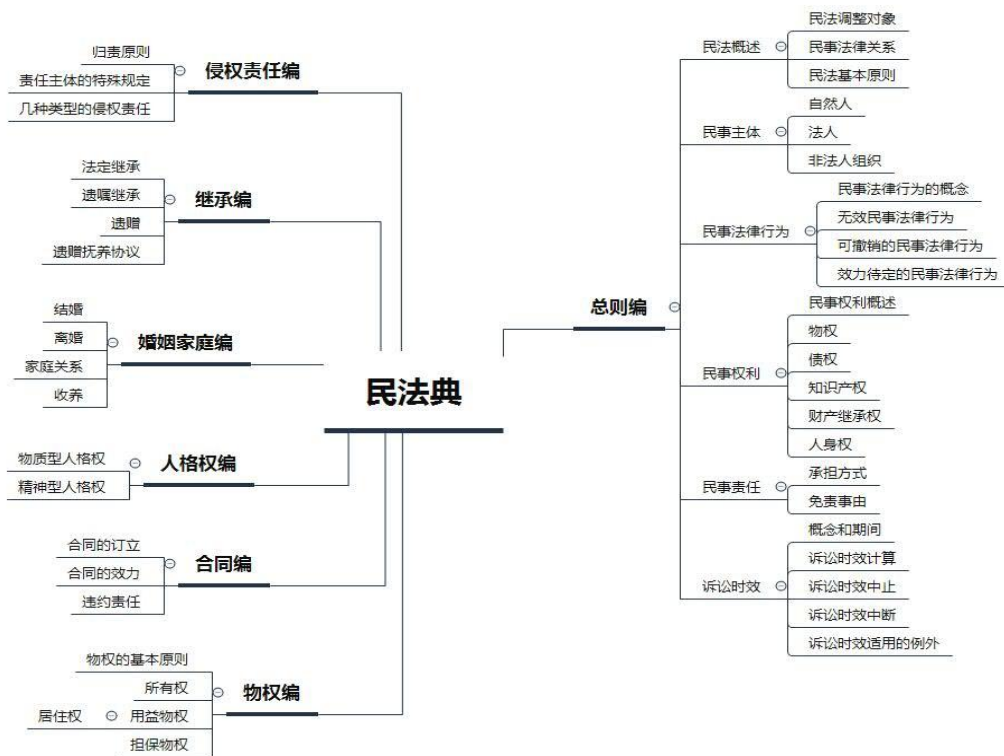 民法典
总则编
民法概述
民法调整对象
民事法律关系
民法基本原则
民事主体
自然人
法人
非法人组织
民事法律行为
民事法律行为的概念
无效民事法律行为
可撤销的民事法律行为
效力待定的民事法律行为
民事权利
民事权利概述
物权
债权
知识产权
财产继承权
人身权
民事责任
承担方式
免责事由
诉讼时效
概念和期间
诉讼时效计算
诉讼时效中止
诉讼时效中断
诉讼时效适用的例外
侵权责任编
归责原则
责任主体的特殊规定
几种类型的侵权责任
继承编
法定继承
遗嘱继承
遗赠
遗赠抚养协议
婚姻家庭编
结婚
离婚
家庭关系
收养
人格权编
物质型人格权
精神型人格权
合同编
合同的订立
合同的效力
违约责任
物权编
物权的基本原则
所有权
用益物权
居住权
担保物权